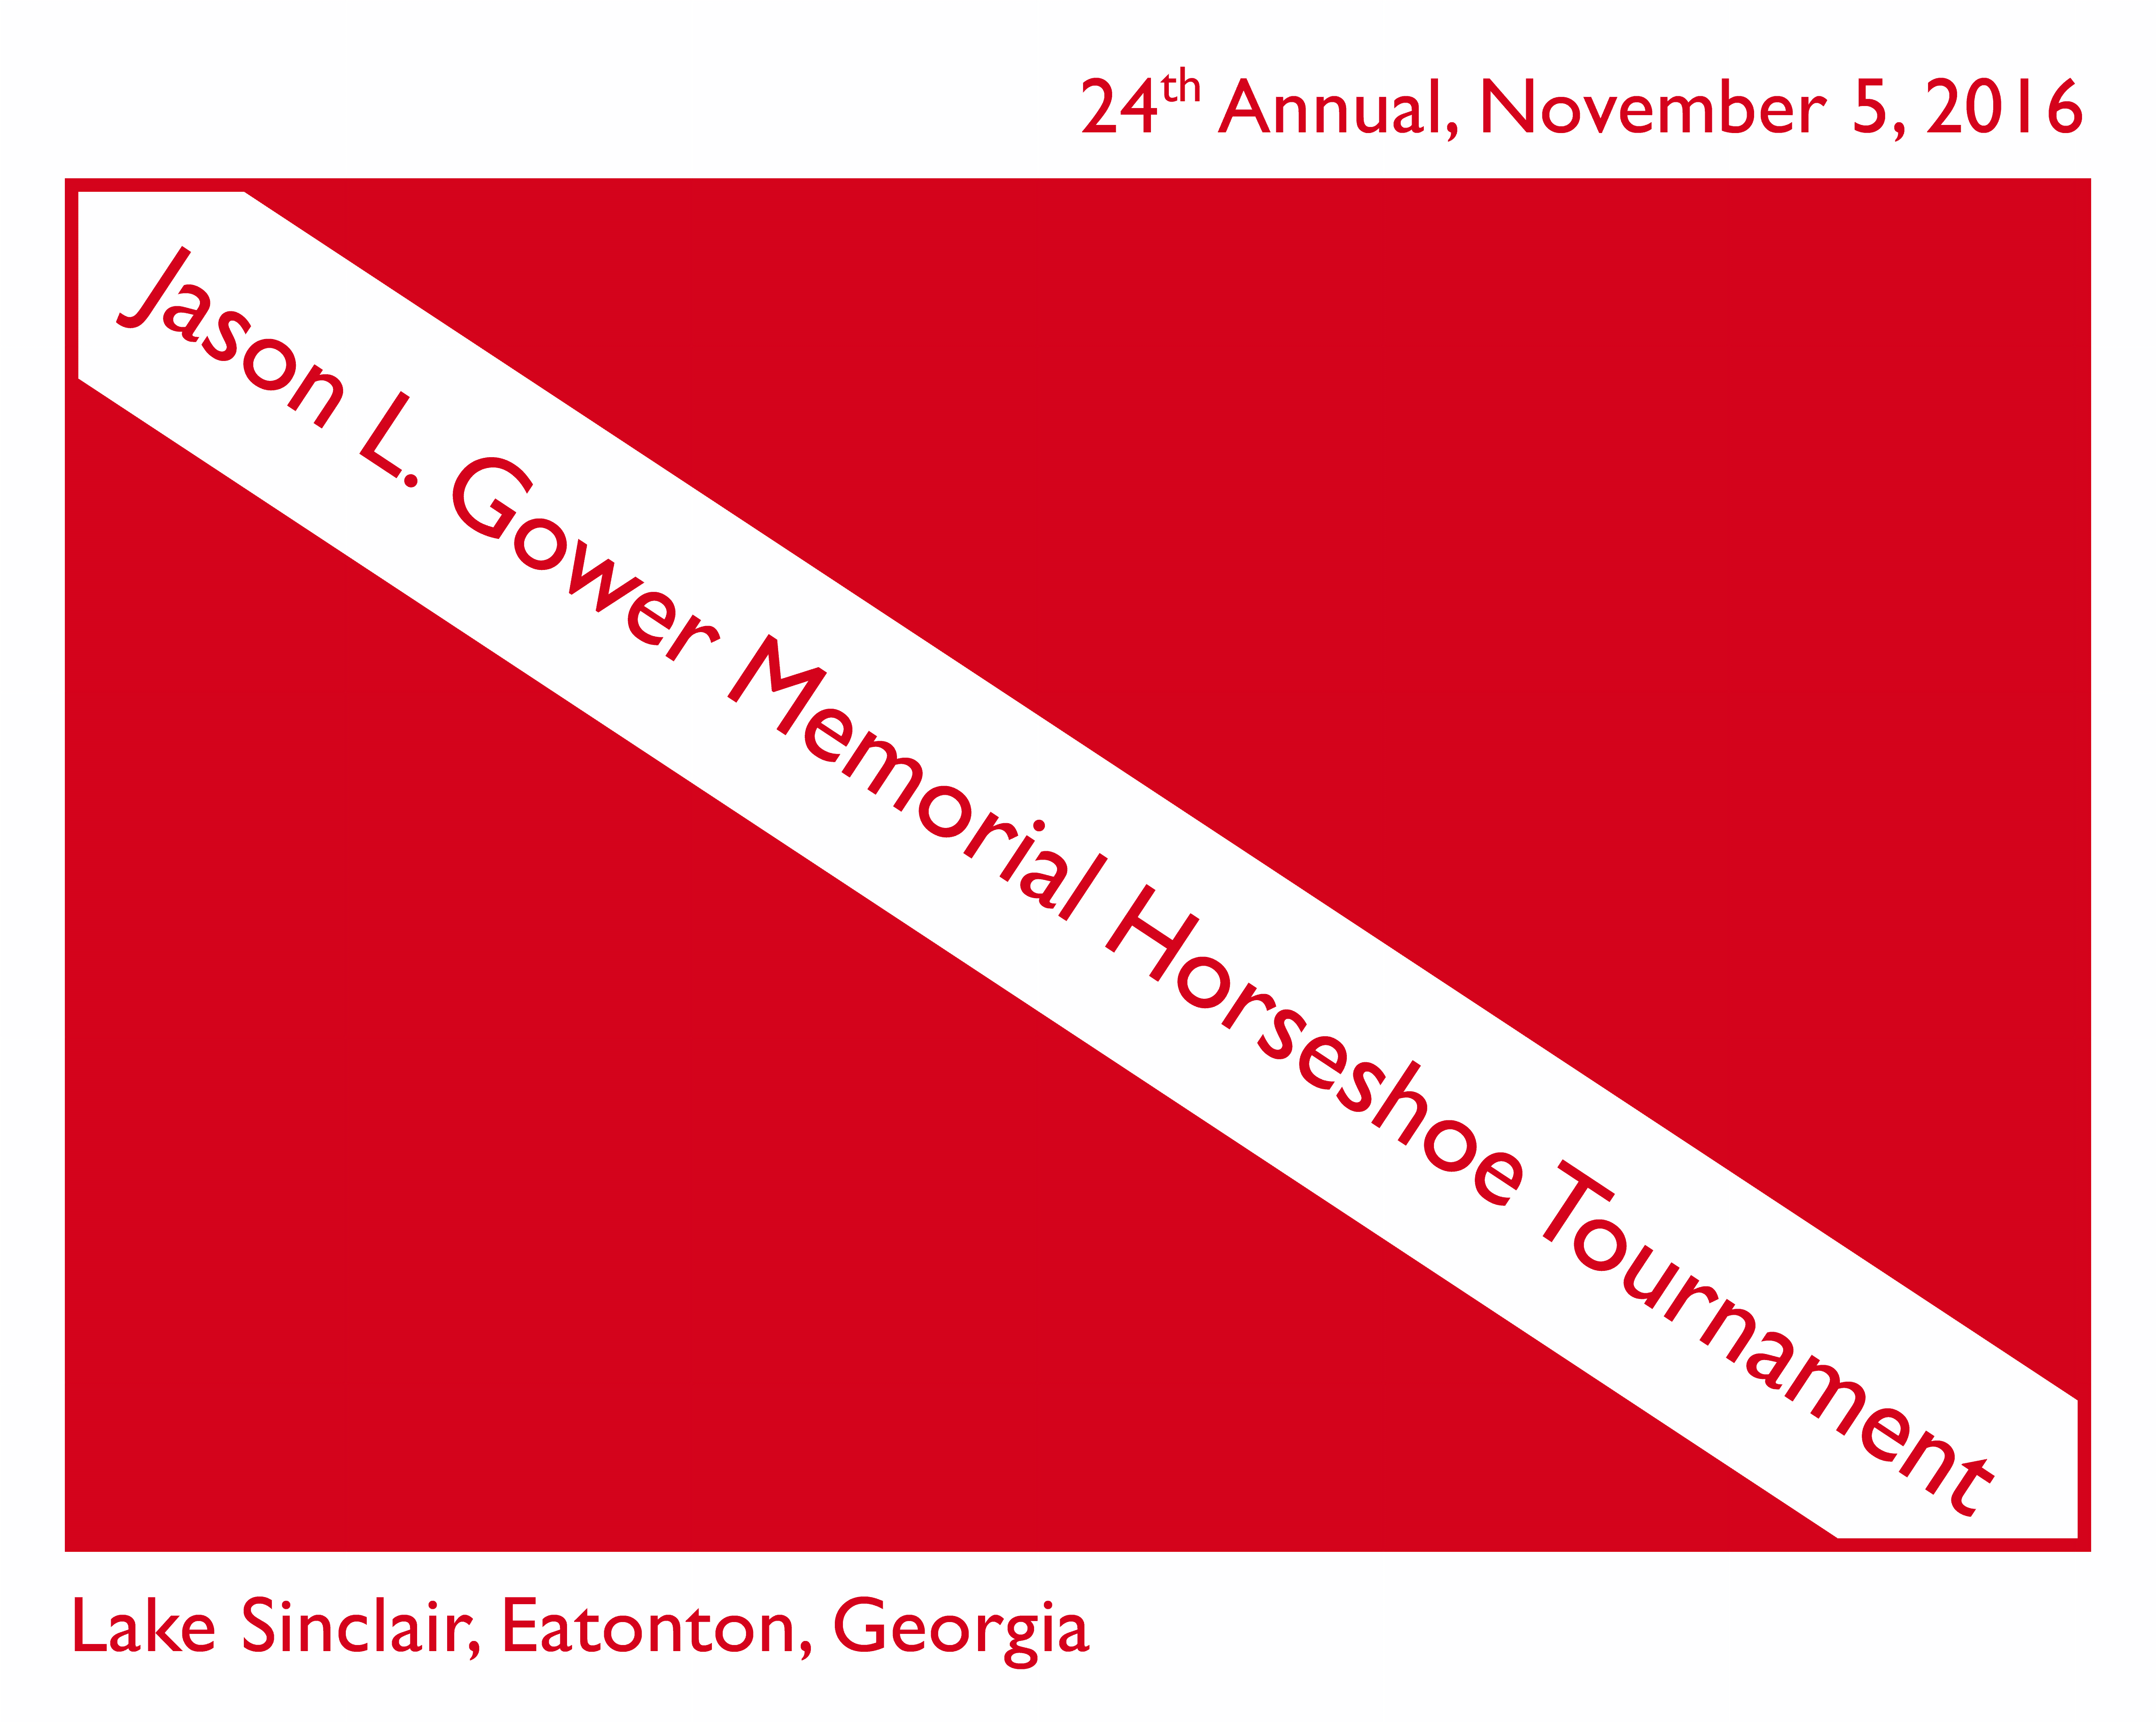 24th Annual, November 5, 2016
Jason L. Gower Memorial Horseshoe Tournament
Lake Sinclair, Eatonton, Georgia